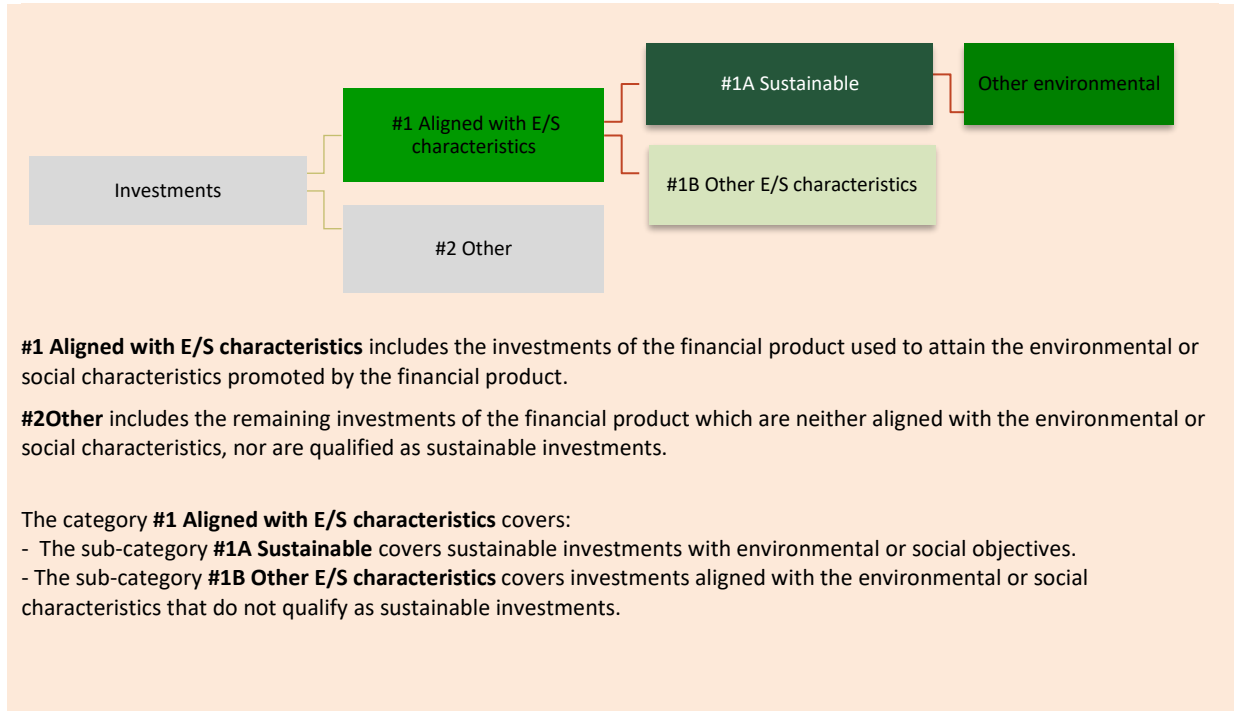 #1A Sustainable
Other environmental
#1 Aligned with E/S
characteristics
Investments
#1B Other E/S characteristics
#2 Other
#1 Aligned with E/S characteristics includes the investments of the financial product used to attain the environmental or
social characteristics promoted by the financial product.
#2Other includes the remaining investments of the financial product which are neither aligned with the environmental or
social characteristics, nor are qualified as sustainable investments.
The category #1 Aligned with E/S characteristics covers:
- The sub-category #1A Sustainable covers sustainable investments with environmental or social objectives.
- The sub-category #1B Other E/S characteristics covers investments aligned with the environmental or social
characteristics that do not qualify as sustainable investments.